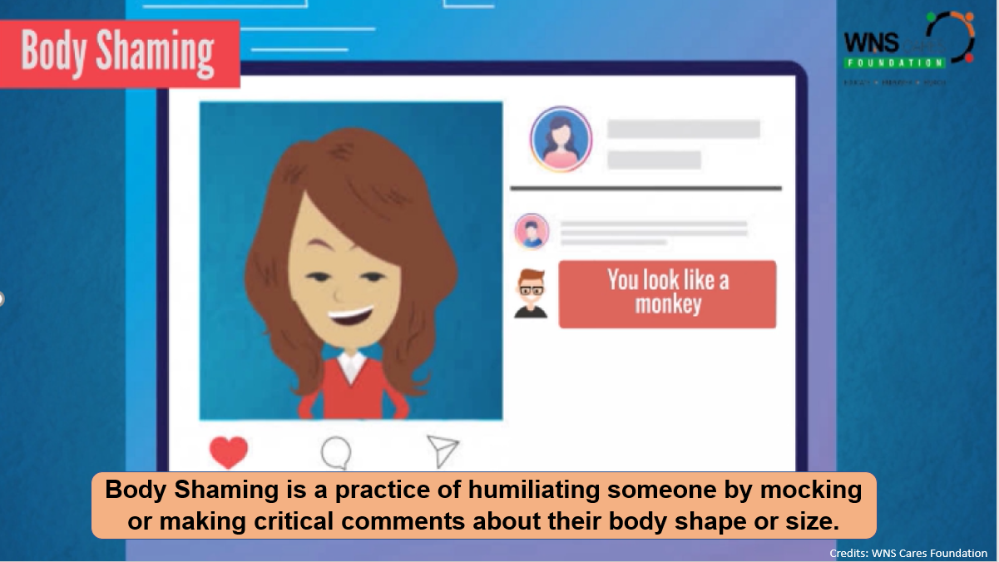 Body Shaming
WNS CARES
FOUNDATION
You look like a
monkey
Body Shaming is a practice of humiliating someone by mocking
or making critical comments about their body shape or size.
Credits: WNS Cares Foundation